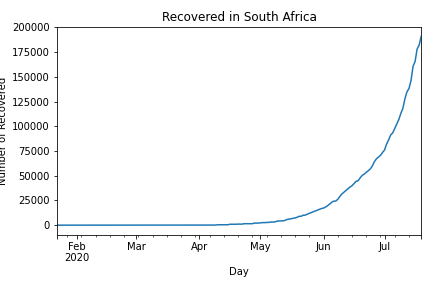 Recovered in South Africa
Number of Recovered
200000
175000
150000
125000
100000
75000
50000
25000
0
Feb Mar Apr May Jun Jul
2020
Day